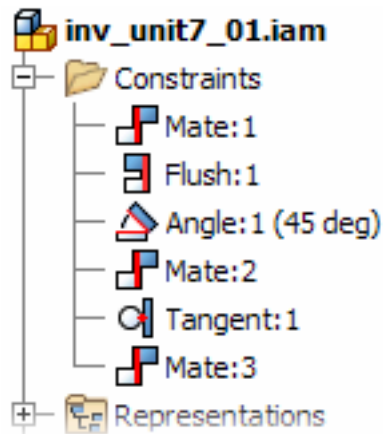 inv_unit7_01.iam
Constraints
Mate:1
Flush:1
Angle:1 (45 deg)
Mate:2
Tangent:1
Mate:3
Representations